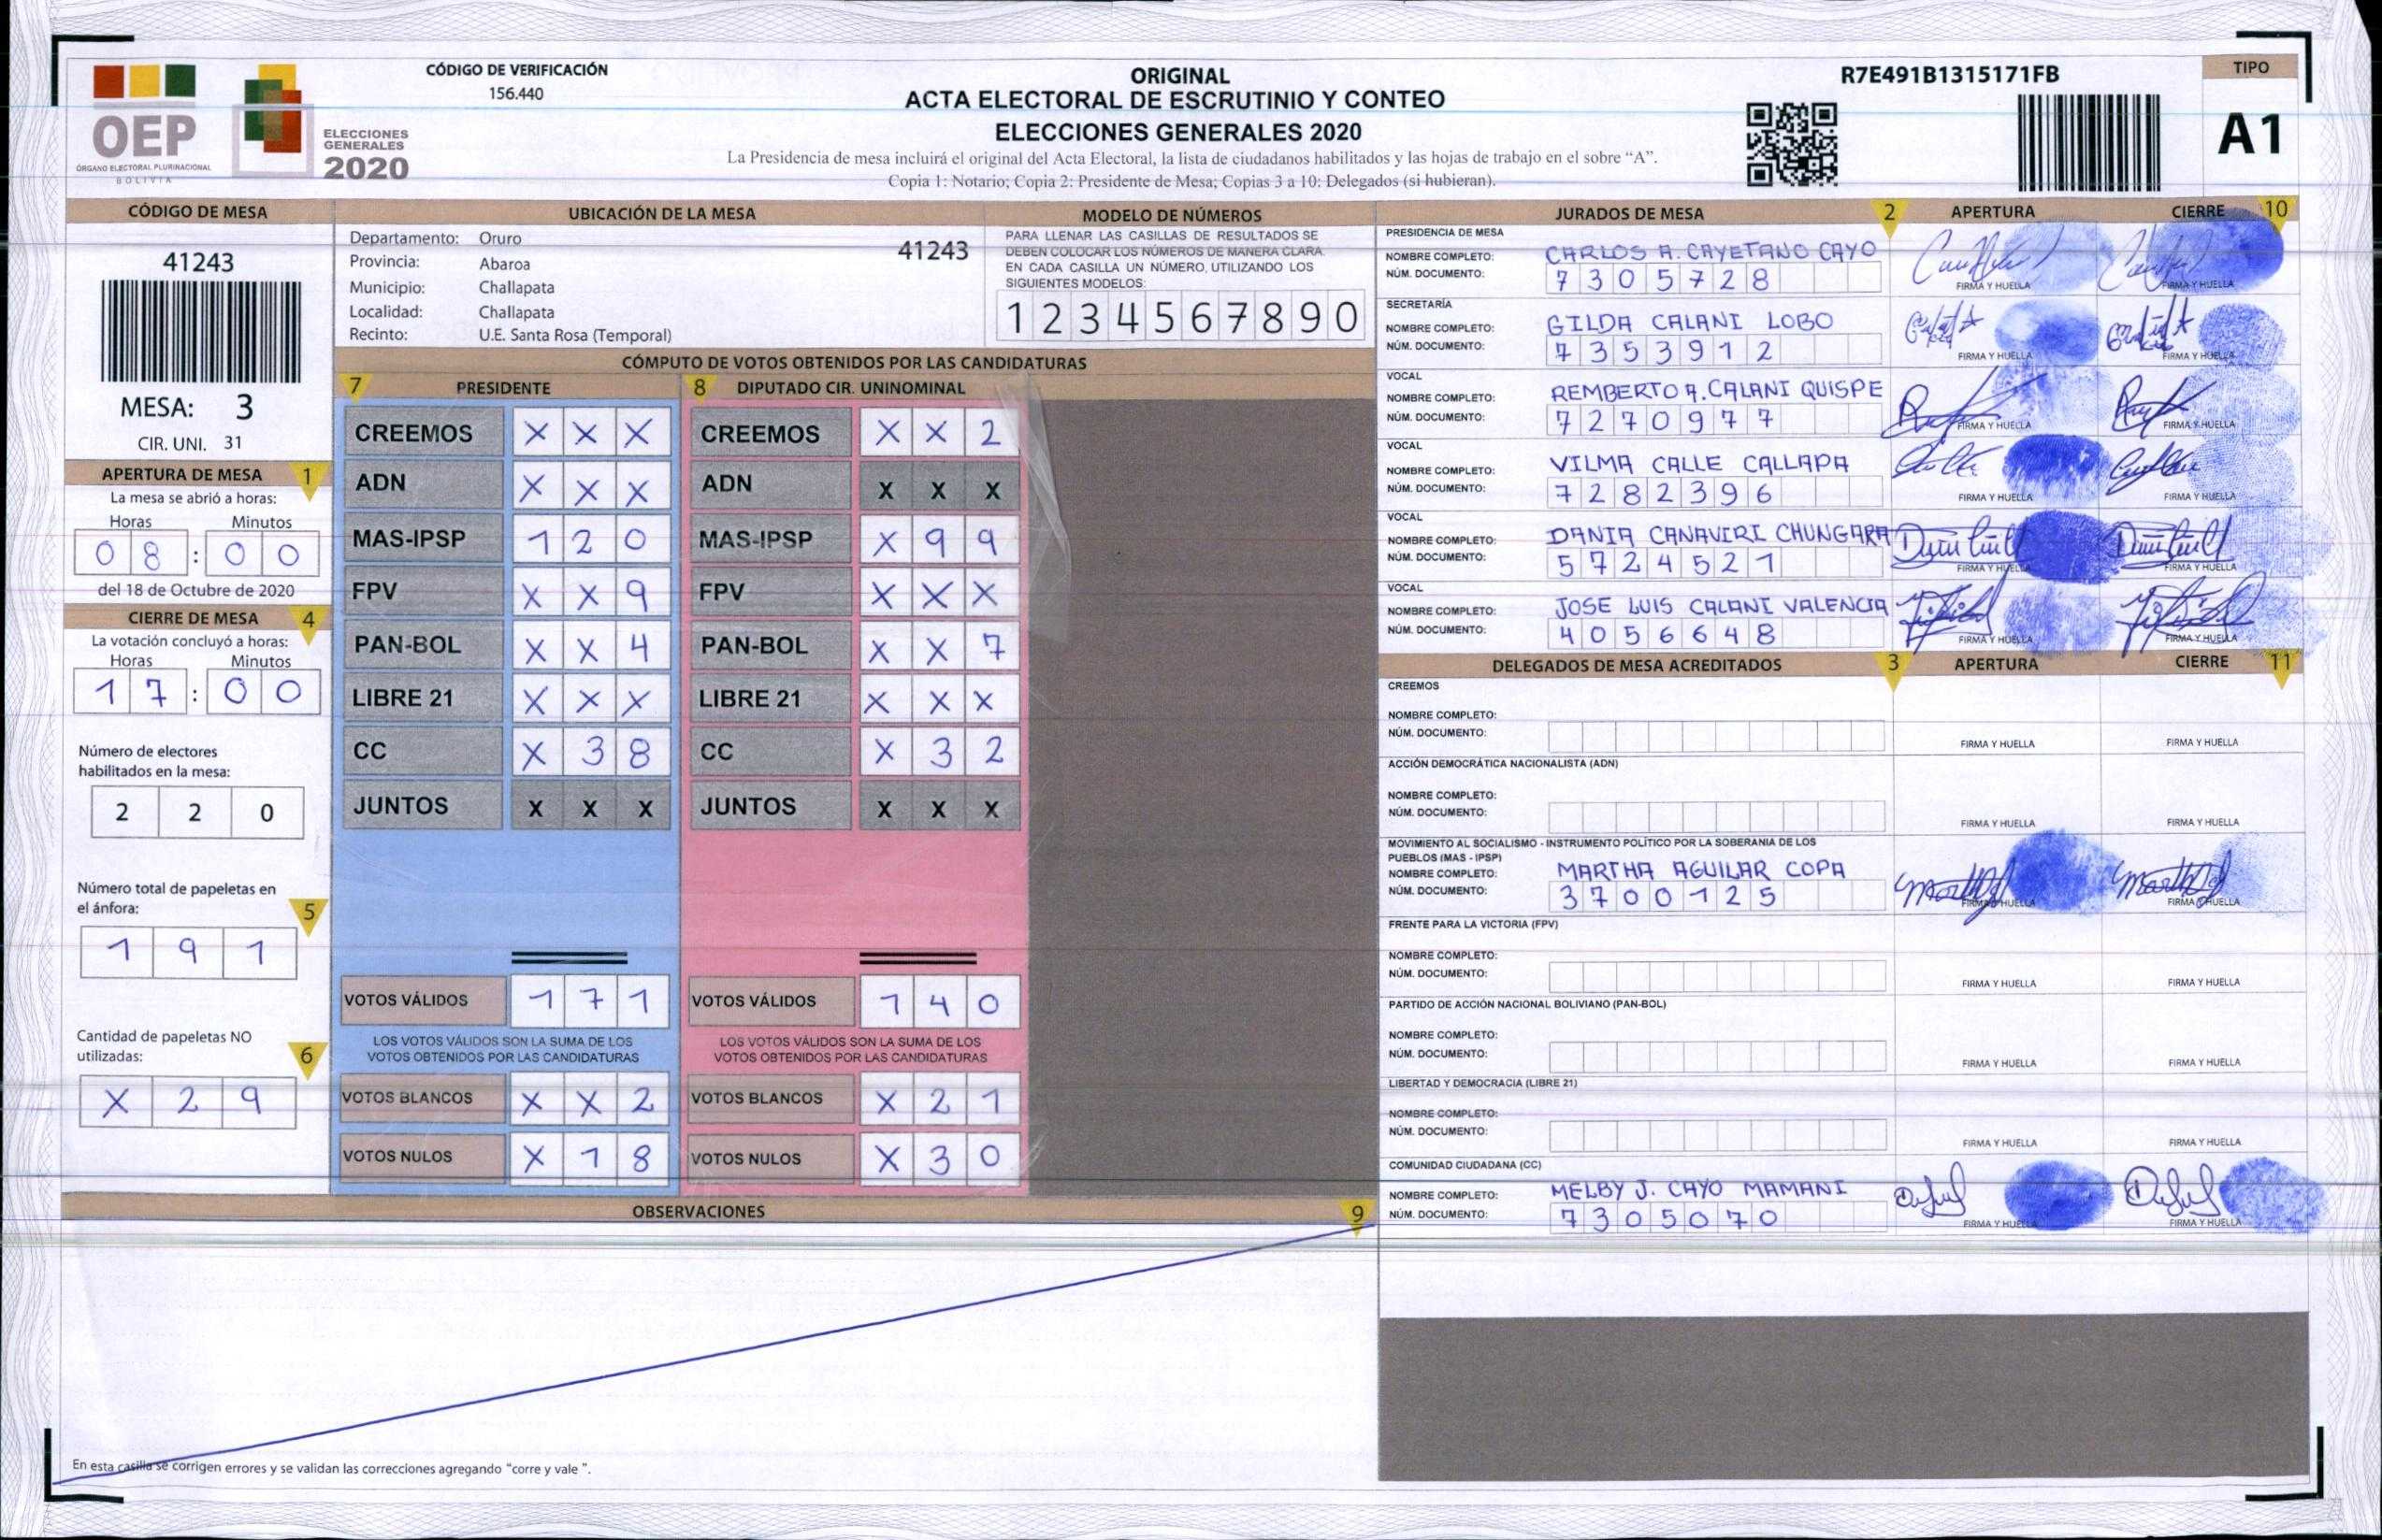 OEP
ÓRGANO ELECTORAL PLURINACIONAL
BOLIVIA
ELECCIONES
GENERALES
2020
CÓDIGO DE VERIFICACIÓN
156.440
ORIGINAL
ACTA ELECTORAL DE ESCRUTINIO Y CONTEO
ELECCIONES GENERALES 2020
La Presidencia de mesa incluirá el original del Acta Electoral, la lista de ciudadanos habilitados y las hojas de trabajo en el sobre “A”.
Copia 1: Notario; Copia 2: Presidente de Mesa; Copias 3 a 10: Delegados (si hubieran).
R7E491B1315171FB
TIPO
A1
CÓDIGO DE MESA
41243
MESA: 3
CIR. UNI. 31
APERTURA DE MESA 1
La mesa se abrió a horas:
Horas Minutos
0 8 : 0 0
del 18 de Octubre de 2020
CIERRE DE MESA 4
La votación concluyó a horas:
Horas Minutos
1 7 : 0 0
Número de electores
habilitados en la mesa:
2 2 0
Número total de papeletas en
el ánfora: 5
1 9 1
Cantidad de papeletas NO
utilizadas: 6
X 2 9
UBICACIÓN DE LA MESA
Departamento: Oruro 41243
Provincia: Abaroa
Municipio: Challapata
Localidad: Challapata
Recinto: U.E. Santa Rosa (Temporal)
MODELO DE NÚMEROS
PARA LLENAR LAS CASILLAS DE RESULTADOS SE
DEBEN COLOCAR LOS NÚMEROS DE MANERA CLARA.
EN CADA CASILLA UN NÚMERO, UTILIZANDO LOS
SIGUIENTES MODELOS:
1 2 3 4 5 6 7 8 9 0
CÓMPUTO DE VOTOS OBTENIDOS POR LAS CANDIDATURAS
7 PRESIDENTE 8 DIPUTADO CIR. UNINOMINAL
CREEMOS X X X CREEMOS X X 2
ADN X X X ADN X X X
MAS-IPSP 1 2 0 MAS-IPSP X 9 9
FPV X X 9 FPV X X X
PAN-BOL X X 4 PAN-BOL X X 7
LIBRE 21 X X X LIBRE 21 X X X
CC X 3 8 CC X 3 2
JUNTOS X X X JUNTOS X X X
VOTOS VÁLIDOS 1 7 1 VOTOS VÁLIDOS 1 4 0
LOS VOTOS VÁLIDOS SON LA SUMA DE LOS LOS VOTOS VÁLIDOS SON LA SUMA DE LOS
VOTOS OBTENIDOS POR LAS CANDIDATURAS VOTOS OBTENIDOS POR LAS CANDIDATURAS
VOTOS BLANCOS X X 2 VOTOS BLANCOS X 2 1
VOTOS NULOS X 1 8 VOTOS NULOS X 3 0
OBSERVACIONES 9
En esta casilla se corrigen errores y se validan las correcciones agregando “corre y vale ”.
JURADOS DE MESA 2 APERTURA CIERRE 10
PRESIDENCIA DE MESA
NOMBRE COMPLETO: CARLOS A. CAYETANO CAYO
NÚM. DOCUMENTO: 7 3 0 5 7 2 8 FIRMA Y HUELLA FIRMA Y HUELLA
SECRETARÍA
NOMBRE COMPLETO: GILDA CALANI LOBO
NÚM. DOCUMENTO: 7 3 5 3 9 1 2 FIRMA Y HUELLA FIRMA Y HUELLA
VOCAL
NOMBRE COMPLETO: REMBERTO A. CALANI QUISPE
NÚM. DOCUMENTO: 7 2 7 0 9 7 7 FIRMA Y HUELLA FIRMA Y HUELLA
VOCAL
NOMBRE COMPLETO: VILMA CALLE CALLAPA
NÚM. DOCUMENTO: 7 2 8 2 3 9 6 FIRMA Y HUELLA FIRMA Y HUELLA
VOCAL
NOMBRE COMPLETO: DANIA CANAVIRI CHUNGARA
NÚM. DOCUMENTO: 5 7 2 4 5 2 1 FIRMA Y HUELLA FIRMA Y HUELLA
VOCAL
NOMBRE COMPLETO: JOSE LUIS CALANI VALENCIA
NÚM. DOCUMENTO: 4 0 5 6 6 4 8 FIRMA Y HUELLA FIRMA Y HUELLA
DELEGADOS DE MESA ACREDITADOS 3 APERTURA CIERRE 11
CREEMOS
NOMBRE COMPLETO:
NÚM. DOCUMENTO: FIRMA Y HUELLA FIRMA Y HUELLA
ACCIÓN DEMOCRÁTICA NACIONALISTA (ADN)
NOMBRE COMPLETO:
NÚM. DOCUMENTO: FIRMA Y HUELLA FIRMA Y HUELLA
MOVIMIENTO AL SOCIALISMO - INSTRUMENTO POLÍTICO POR LA SOBERANIA DE LOS
PUEBLOS (MAS - IPSP)
NOMBRE COMPLETO: MARTHA AGUILAR COPA
NÚM. DOCUMENTO: 3 7 0 0 1 2 5 FIRMA Y HUELLA FIRMA Y HUELLA
FRENTE PARA LA VICTORIA (FPV)
NOMBRE COMPLETO:
NÚM. DOCUMENTO: FIRMA Y HUELLA FIRMA Y HUELLA
PARTIDO DE ACCIÓN NACIONAL BOLIVIANO (PAN-BOL)
NOMBRE COMPLETO:
NÚM. DOCUMENTO: FIRMA Y HUELLA FIRMA Y HUELLA
LIBERTAD Y DEMOCRACIA (LIBRE 21)
NOMBRE COMPLETO:
NÚM. DOCUMENTO: FIRMA Y HUELLA FIRMA Y HUELLA
COMUNIDAD CIUDADANA (CC)
NOMBRE COMPLETO: MELBY J. CAYO MAMANI
NÚM. DOCUMENTO: 7 3 0 5 0 7 0 FIRMA Y HUELLA FIRMA Y HUELLA